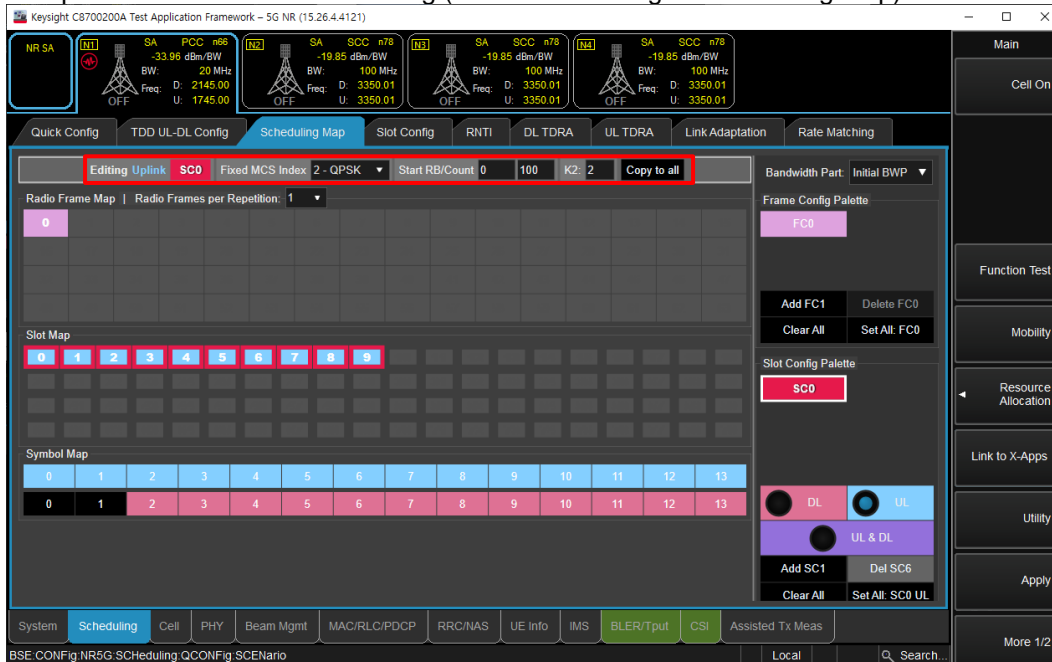 Keysight C8700200A Test Application Framework – 5G NR (15.26.4.4121)
NR SA
N1 SA PCC n66
-33.96 dBm/BW
BW: 20 MHz
Freq: D: 2145.00
U: 1745.00
OFF
N2 SA SCC n78
-19.85 dBm/BW
BW: 100 MHz
Freq: D: 3350.01
U: 3350.01
OFF
N3 SA SCC n78
-19.85 dBm/BW
BW: 100 MHz
Freq: D: 3350.01
U: 3350.01
OFF
N4 SA SCC n78
-19.85 dBm/BW
BW: 100 MHz
Freq: D: 3350.01
U: 3350.01
OFF
Main
Cell On
Quick Config TDD UL-DL Config Scheduling Map Slot Config RNTI DL TDRA UL TDRA Link Adaptation Rate Matching
Editing Uplink SC0 Fixed MCS Index 2 - QPSK Start RB/Count 0 100 K2: 2 Copy to all
Bandwidth Part: Initial BWP
Radio Frame Map | Radio Frames per Repetition: 1
0
Frame Config Palette
FC0
Add FC1 Delete FC0
Clear All Set All: FC0
Slot Map
0 1 2 3 4 5 6 7 8 9
Slot Config Palette
SC0
Symbol Map
0 1 2 3 4 5 6 7 8 9 10 11 12 13
0 1 2 3 4 5 6 7 8 9 10 11 12 13
DL UL
UL & DL
Add SC1 Del SC6
Clear All Set All: SC0 UL
Function Test
Mobility
Resource
Allocation
Link to X-Apps
Utility
Apply
More 1/2
System Scheduling Cell PHY Beam Mgmt MAC/RLC/PDCP RRC/NAS UE Info IMS BLER/Tput CSI Assisted Tx Meas
BSE:CONFig:NR5G:SCHeduling:QCONFig:SCENario
Local Search...